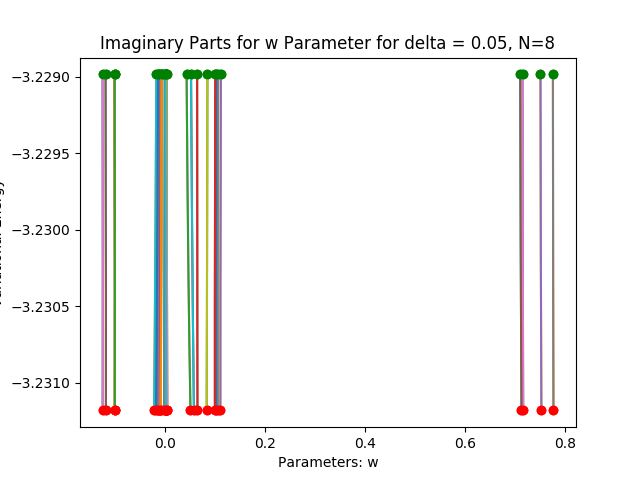 Imaginary Parts for w Parameter for delta = 0.05, N=8
−3.2290
−3.2295
−3.2300
−3.2305
−3.2310
0.0 0.2 0.4 0.6 0.8
Parameters: w